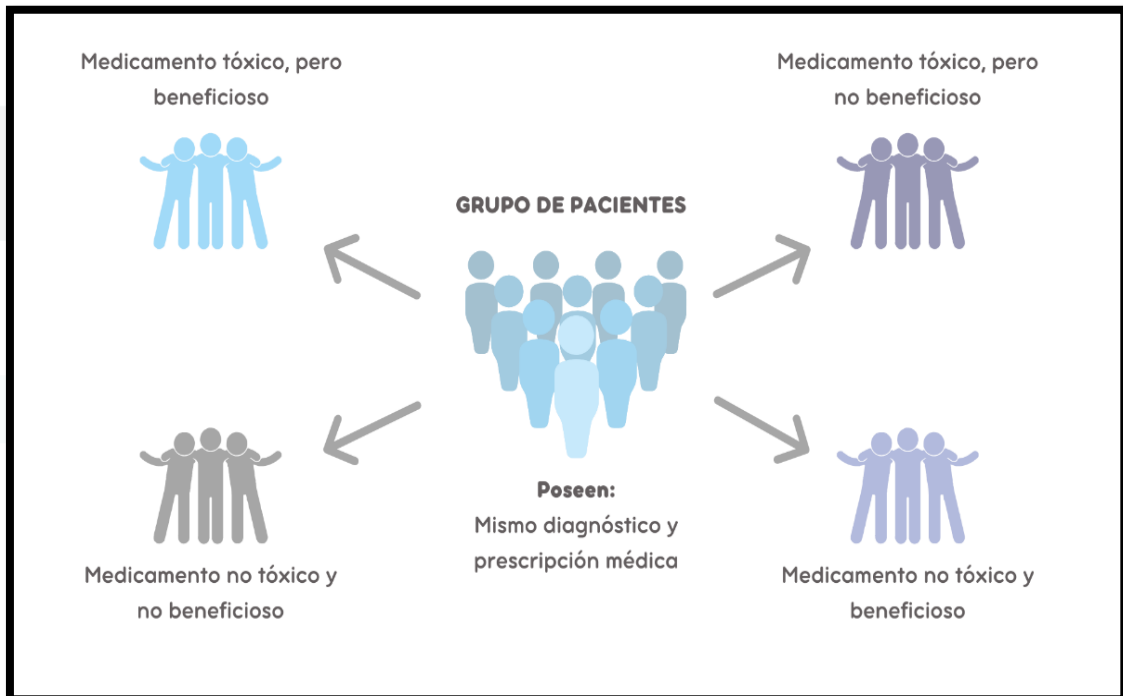 Medicamento tóxico, pero
beneficioso
Medicamento tóxico, pero
no beneficioso
GRUPO DE PACIENTES
Poseen:
Mismo diagnóstico y
prescripción médica
Medicamento no tóxico y
no beneficioso
Medicamento no tóxico y
beneficioso